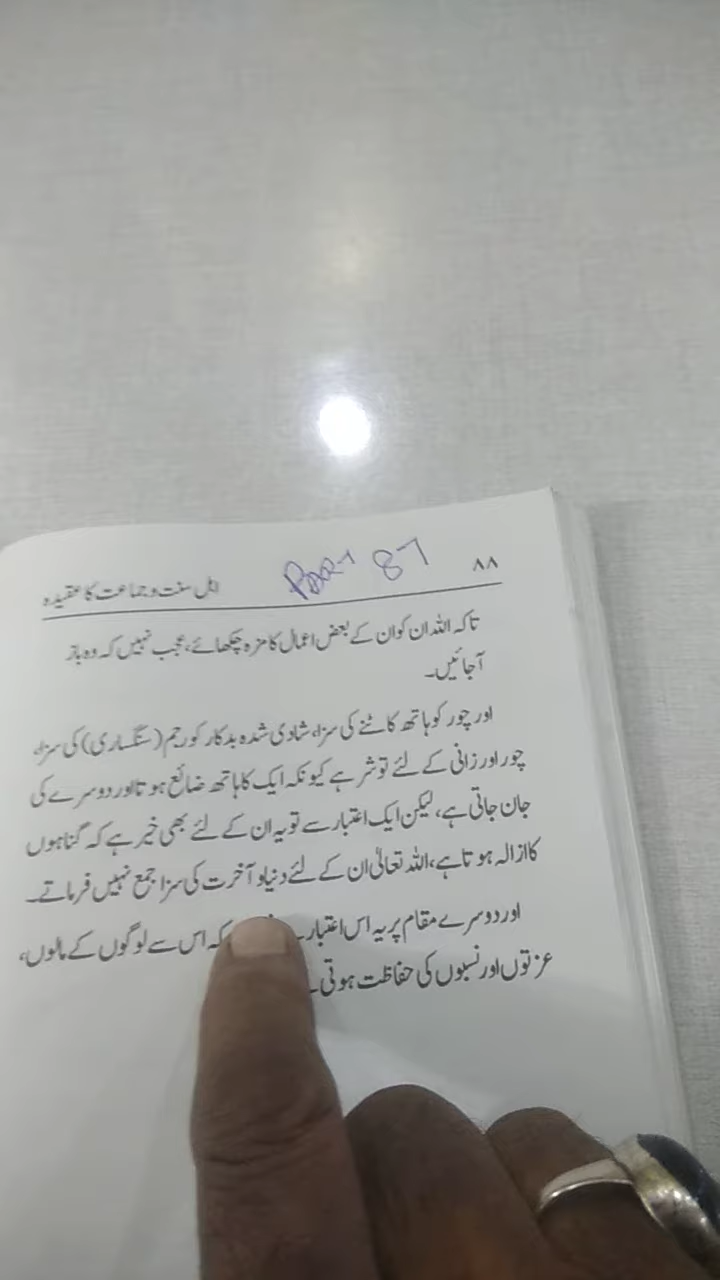 ۸۸ PART 87 اہل سنت و جماعت کا عقیدہ
تاکہ اللہ ان کو ان کے بعض اعمال کا مزہ چکھائے، عجب نہیں کہ وہ باز
آجائیں۔
اور چور کو ہاتھ کاٹنے کی سزا، شادی شدہ بدکار کو رجم (سنگساری) کی سزا،
چور اور زانی کے لئے تو شر ہے کیونکہ ایک کا ہاتھ ضائع ہوتا اور دوسرے کی
جان جاتی ہے، لیکن ایک اعتبار سے تو یہ ان کے لئے بھی خیر ہے کہ گناہوں
کا ازالہ ہوتا ہے، اللہ تعالیٰ ان کے لئے دنیا و آخرت کی سزا جمع نہیں فرماتے۔
اور دوسرے مقام پر یہ اس اعتبار کہ اس سے لوگوں کے مالوں،
عزتوں اور نسبوں کی حفاظت ہوتی